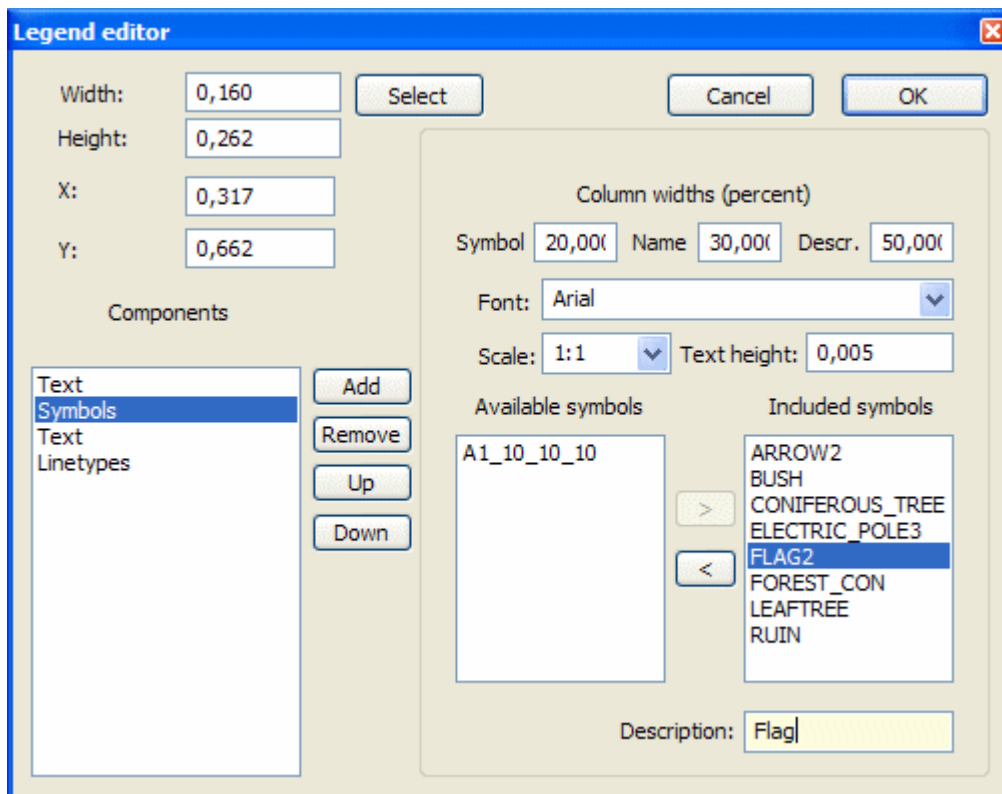 Legend editor
Width: 0,160 Select Cancel OK
Height: 0,262
X: 0,317
Y: 0,662
Column widths (percent)
Symbol 20,000 Name 30,000 Descr. 50,000
Font: Arial
Scale: 1:1 Text height: 0,005
Components
Text
Symbols
Text
Linetypes
Add
Remove
Up
Down
Available symbols
A1_10_10_10
>
<
Included symbols
ARROW2
BUSH
CONIFEROUS_TREE
ELECTRIC_POLE3
FLAG2
FOREST_CON
LEAFTREE
RUIN
Description: Flag